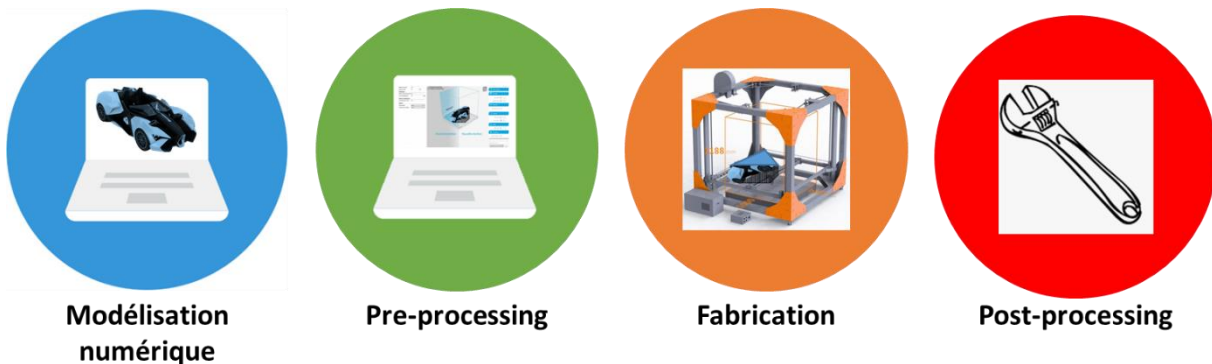 Modélisation
numérique
Pre-processing
Fabrication
Post-processing